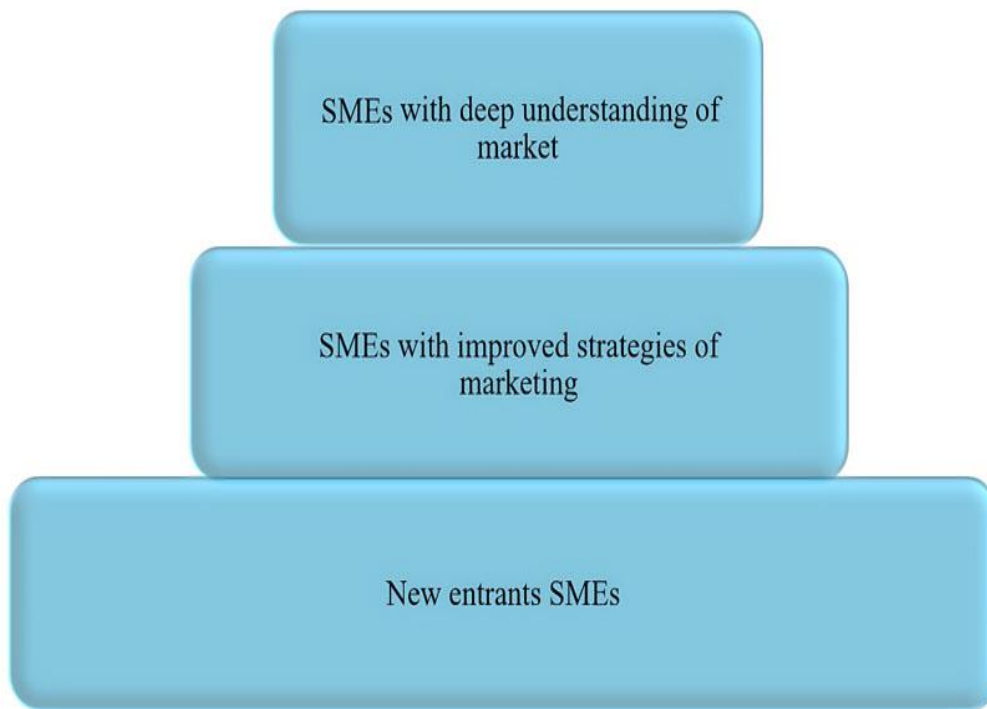 SMEs with deep understanding of
market
SMEs with improved strategies of
marketing
New entrants SMEs